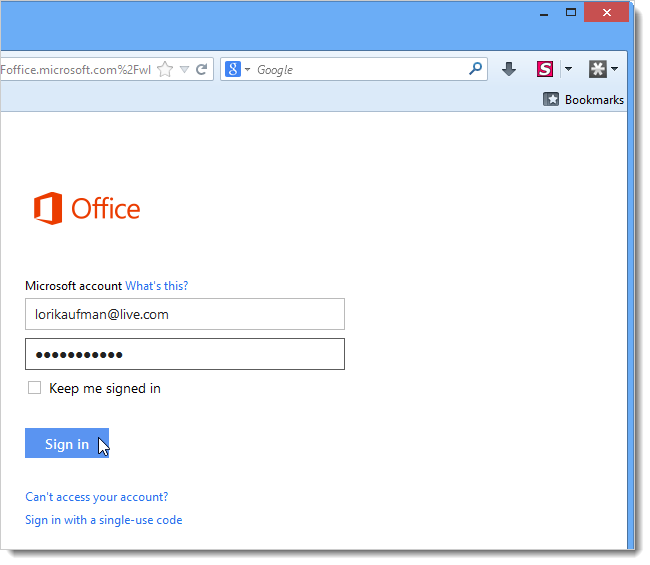 Foffice.microsoft.com%2Fwl
8 Google
S
Bookmarks
Office
Microsoft account What's this?
lorikaufman@live.com
Keep me signed in
Sign in
Can't access your account?
Sign in with a single-use code